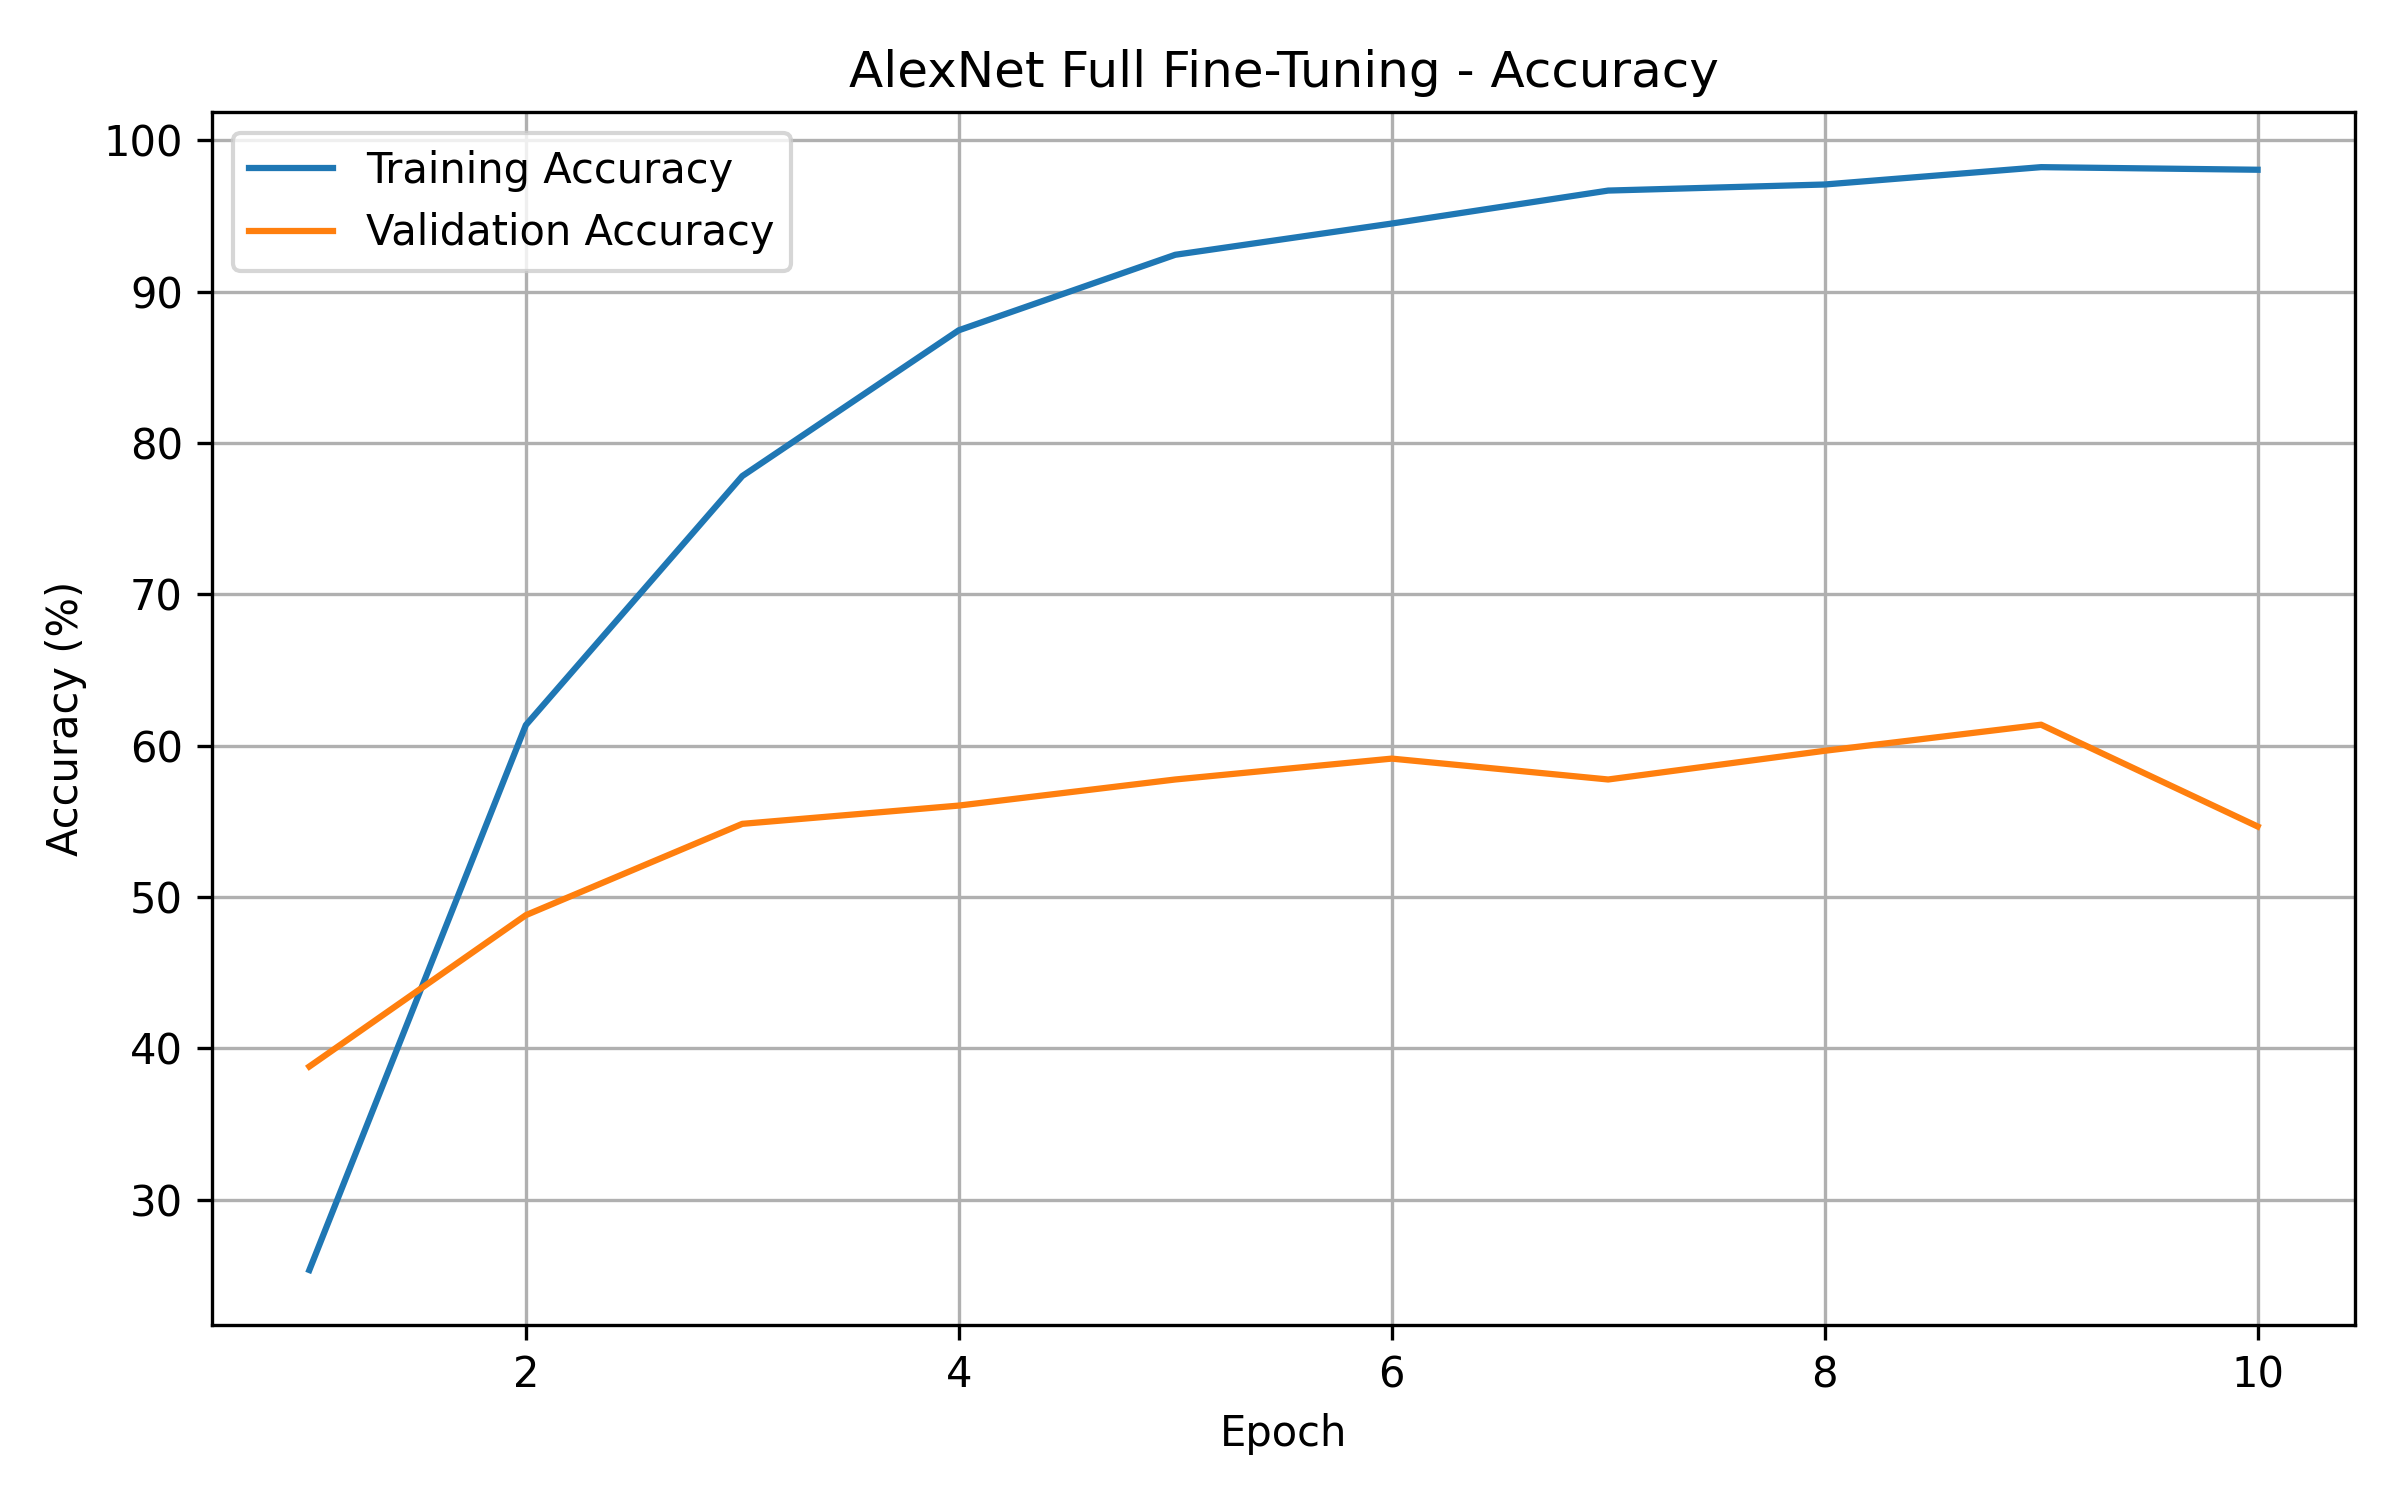 AlexNet Full Fine-Tuning - Accuracy
Training Accuracy
Validation Accuracy
Accuracy (%)
100
90
80
70
60
50
40
30
2 4 6 8 10
Epoch